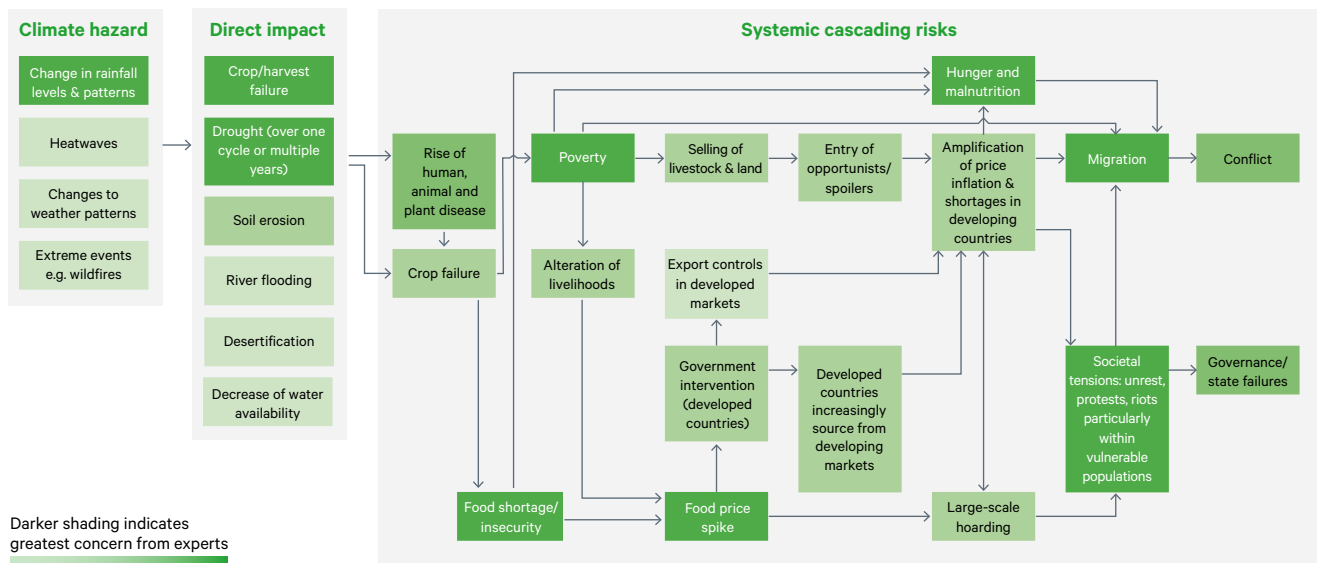 Climate hazard
Change in rainfall
levels & patterns
Heatwaves
Changes to
weather patterns
Extreme events
e.g. wildfires
Direct impact
Crop/harvest
failure
Drought (over one
cycle or multiple
years)
Soil erosion
River flooding
Desertification
Decrease of water
availability
Systemic cascading risks
Rise of
human,
animal and
plant disease
Crop failure
Food shortage/
insecurity
Poverty
Alteration of
livelihoods
Selling of
livestock & land
Export controls
in developed
markets
Government
intervention
(developed
countries)
Food price
spike
Entry of
opportunists/
spoilers
Developed
countries
increasingly
source from
developing
markets
Hunger and
malnutrition
Amplification
of price
inflation &
shortages in
developing
countries
Large-scale
hoarding
Migration
Societal
tensions: unrest,
protests, riots
particularly
within
vulnerable
populations
Conflict
Governance/
state failures
Darker shading indicates
greatest concern from experts